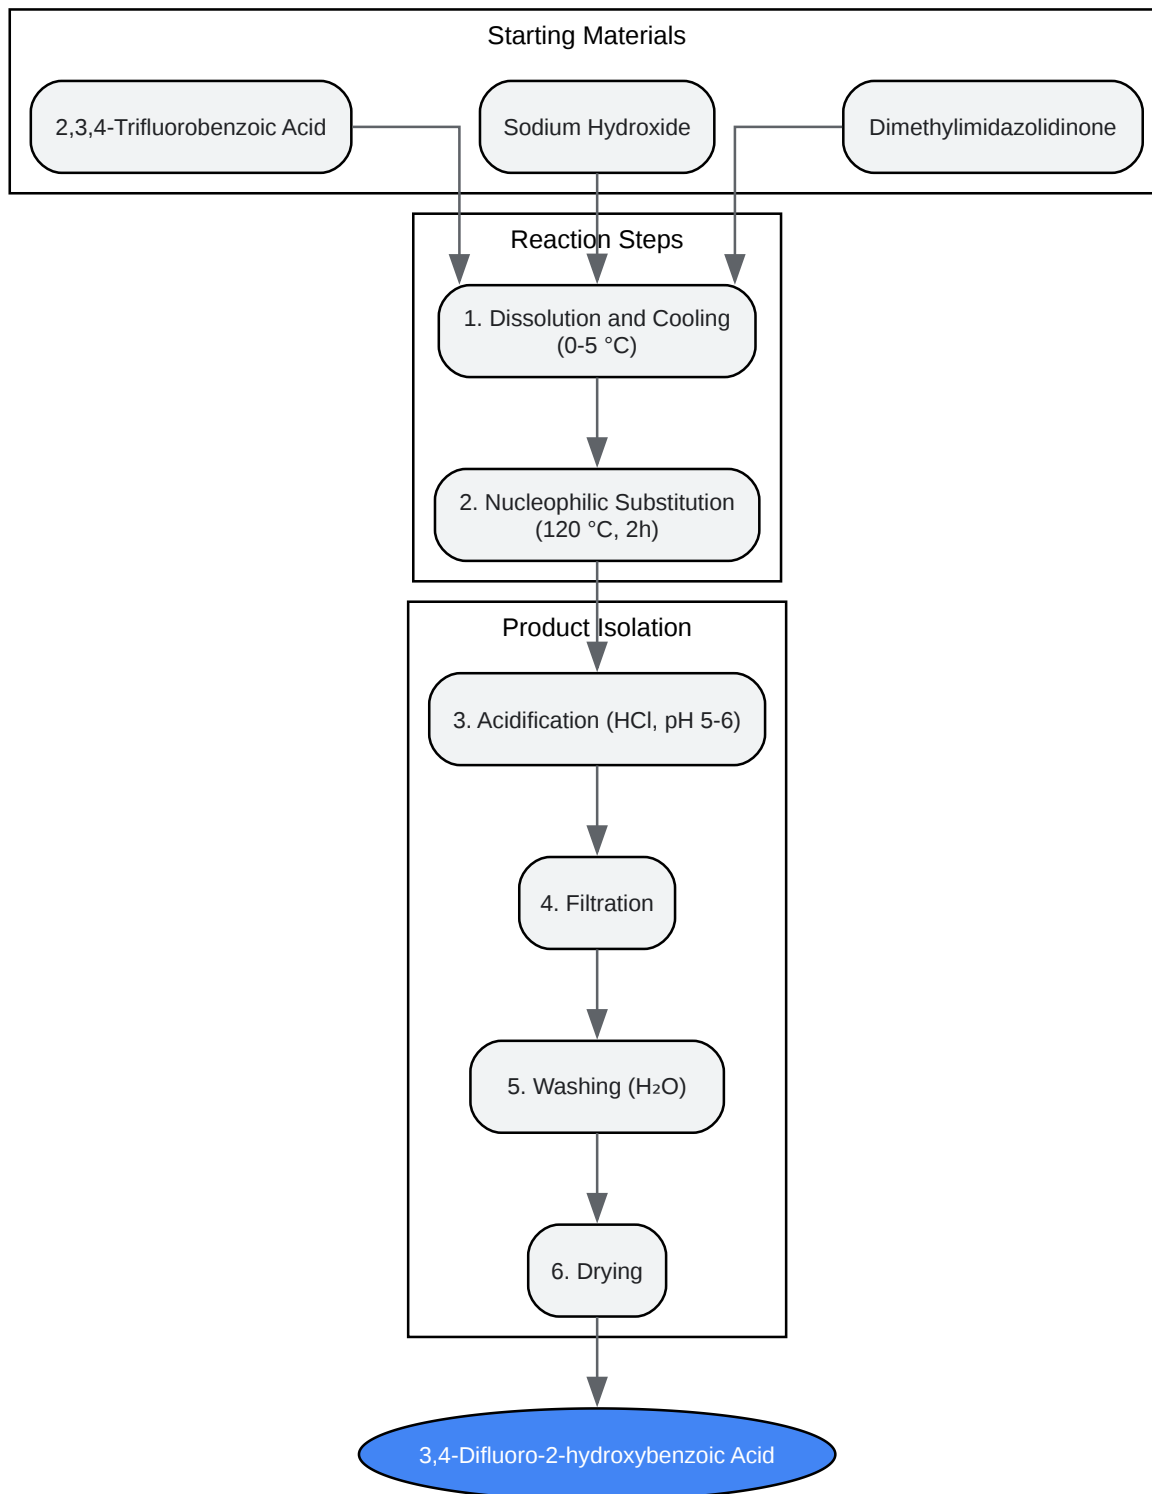 Starting Materials
2,3,4-Trifluorobenzoic Acid
Sodium Hydroxide
Dimethylimidazolidinone
Reaction Steps
1. Dissolution and Cooling
(0-5 °C)
2. Nucleophilic Substitution
(120 °C, 2h)
Product Isolation
3. Acidification (HCl, pH 5-6)
4. Filtration
5. Washing (H₂O)
6. Drying
3,4-Difluoro-2-hydroxybenzoic Acid